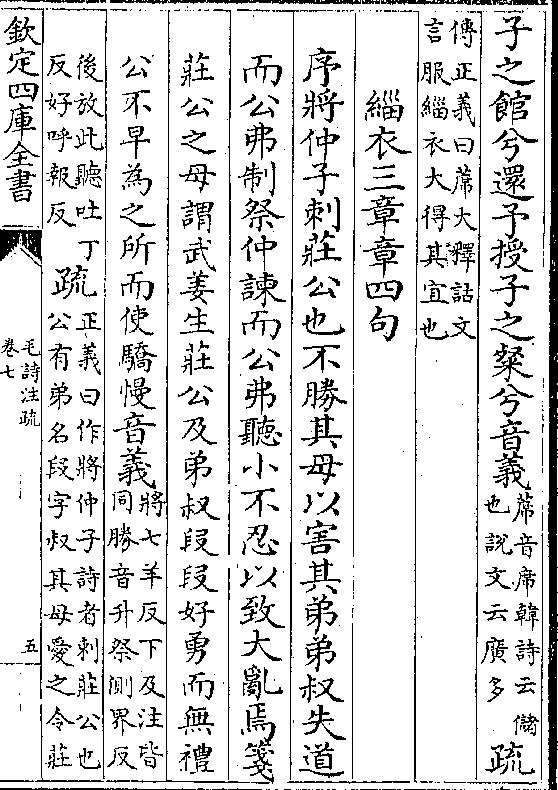 子之館兮還予授子之粲兮音義蓆音席韓詩云儲也說文云廣多疏
傳正義曰蓆大釋詁文言服緇衣大得其宜也
緇衣三章章四句
序將仲子刺莊公也不勝其母以害其弟弟叔失道
而公弗制祭仲諫而公弗聽小不忍以致大亂焉箋
莊公之母謂武姜生莊公及弟叔段段好勇而無禮
公不早為之所而使驕慢音義將七羊反下及注皆同勝音升祭側界反
後放此聽吐丁反好呼報反疏正義曰作將仲子詩者刺莊公也公有弟名段字叔其母愛之令莊
欽定四庫全書
毛詩注疏
卷七
五